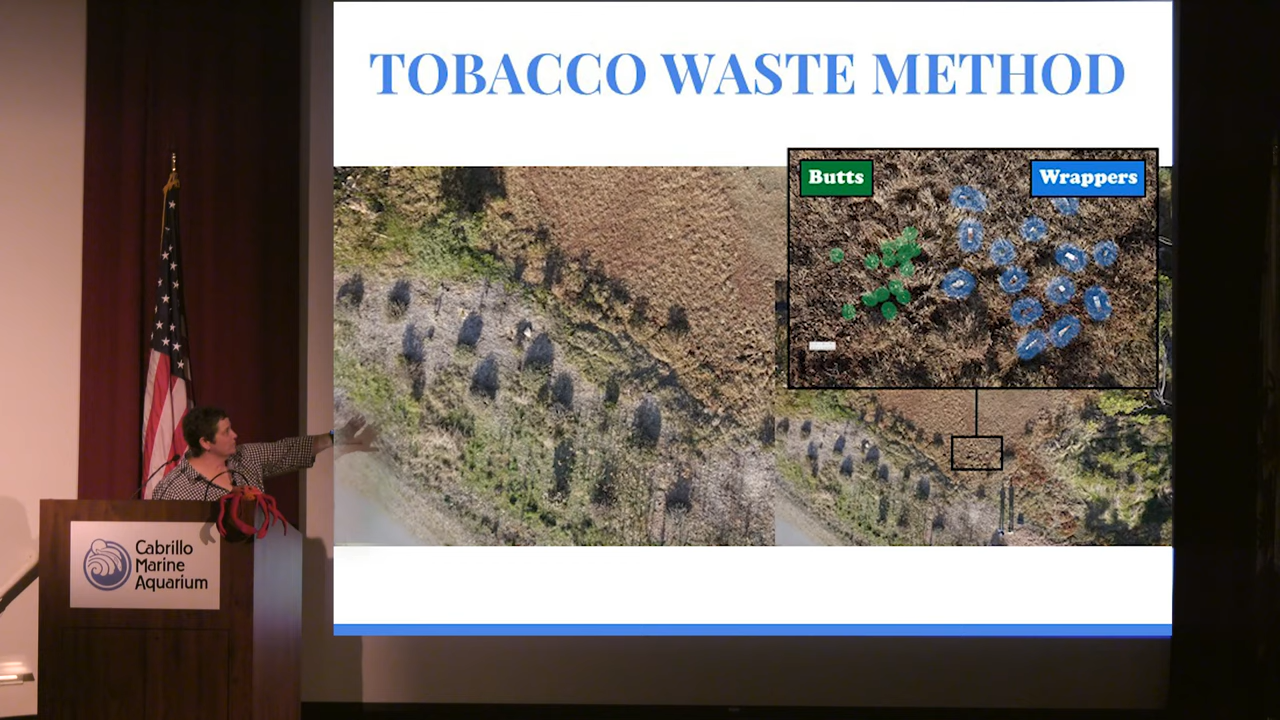 TOBACCO WASTE METHOD
Butts
Wrappers
Cabrillo
Marine
Aquarium